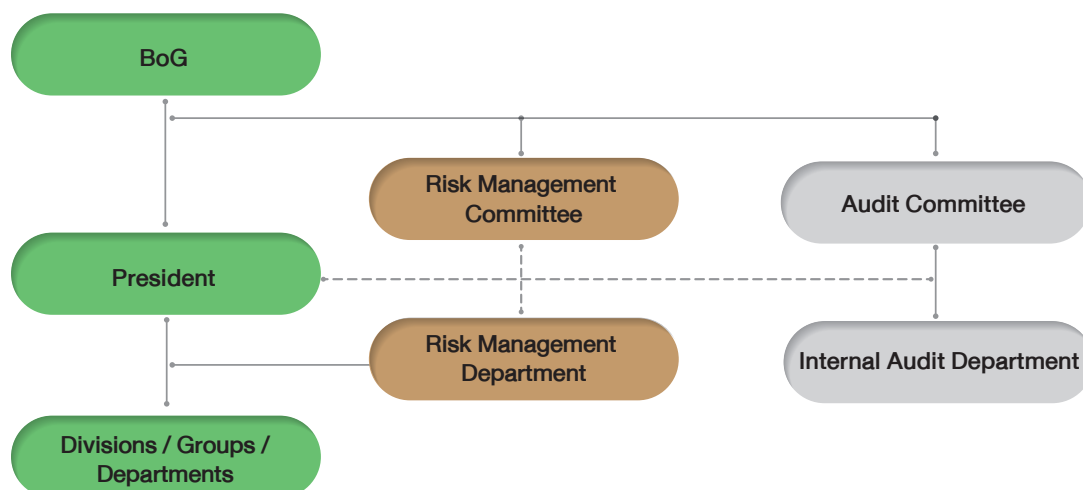 BoG
Risk Management
Committee
Audit Committee
President
Risk Management
Department
Internal Audit Department
Divisions / Groups /
Departments